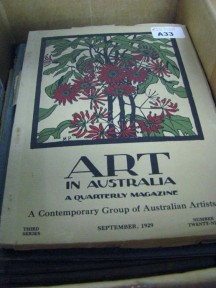 A33
ART
IN AUSTRALIA
A QUARTERLY MAGAZINE
A Contemporary Group of Australian Artists
THIRD
SERIES
SEPTEMBER, 1929
NUMBER